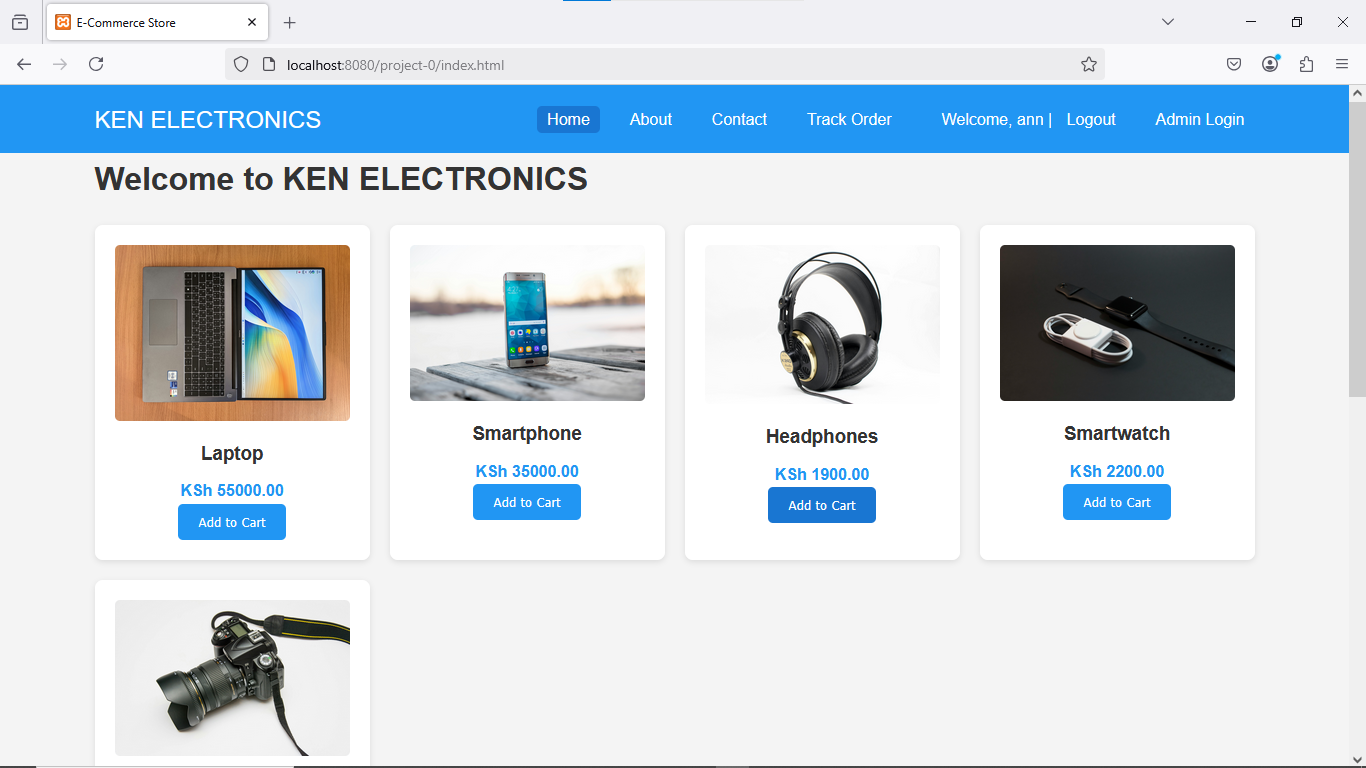 E-Commerce Store
localhost:8080/project-0/index.html
KEN ELECTRONICS
Home
About
Contact
Track Order
Welcome, ann |
Logout
Admin Login
Welcome to KEN ELECTRONICS
Laptop
KSh 55000.00
Add to Cart
Smartphone
KSh 35000.00
Add to Cart
Headphones
KSh 1900.00
Add to Cart
Smartwatch
KSh 2200.00
Add to Cart